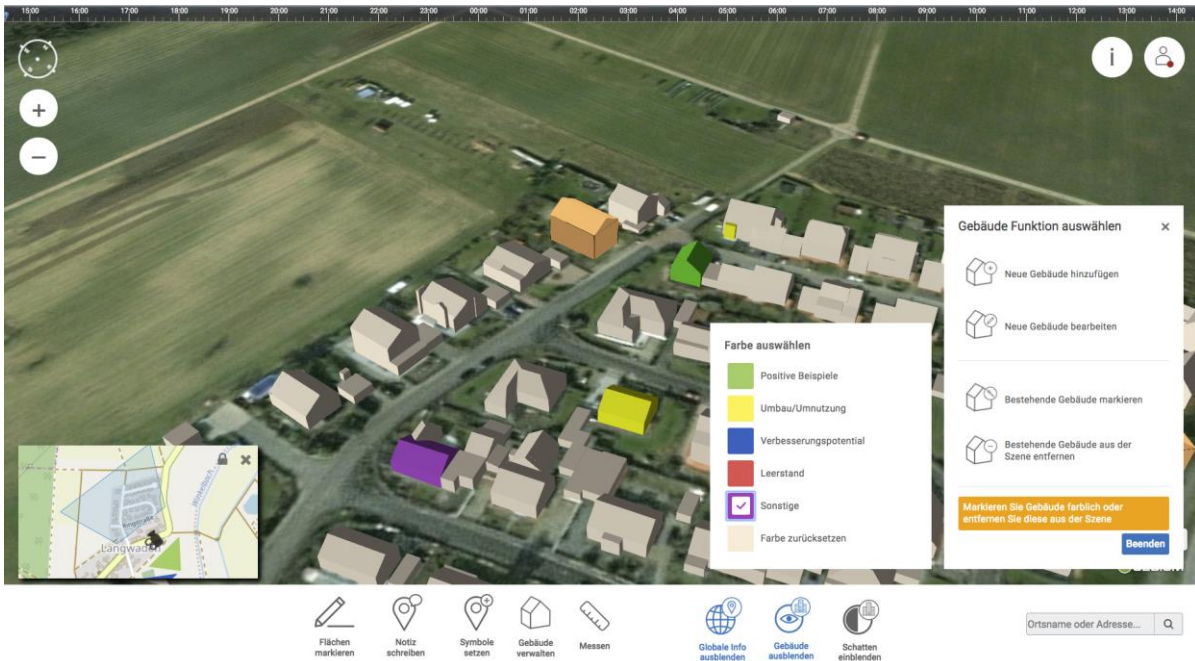 15:00 16:00 17:00 18:00 19:00 20:00 21:00 22:00 23:00 00:00 01:00 02:00 03:00 04:00 05:00 06:00 07:00 08:00 09:00 10:00 11:00 12:00 13:00 14:00
i
+
−
Gebäude Funktion auswählen ×
Neue Gebäude hinzufügen
Neue Gebäude bearbeiten
Bestehende Gebäude markieren
Bestehende Gebäude aus der
Szene entfernen
Markieren Sie Gebäude farblich oder
entfernen Sie diese aus der Szene
Beenden
Farbe auswählen
Positive Beispiele
Umbau/Umnutzung
Verbesserungspotential
Leerstand
Sonstige
Farbe zurücksetzen
Winkelbach
Ringstraße
Langwaden
Flächen
markieren
Notiz
schreiben
Symbole
setzen
Gebäude
verwalten
Messen
Globale Info
ausblenden
Gebäude
ausblenden
Schatten
einblenden
Ortsname oder Adresse...